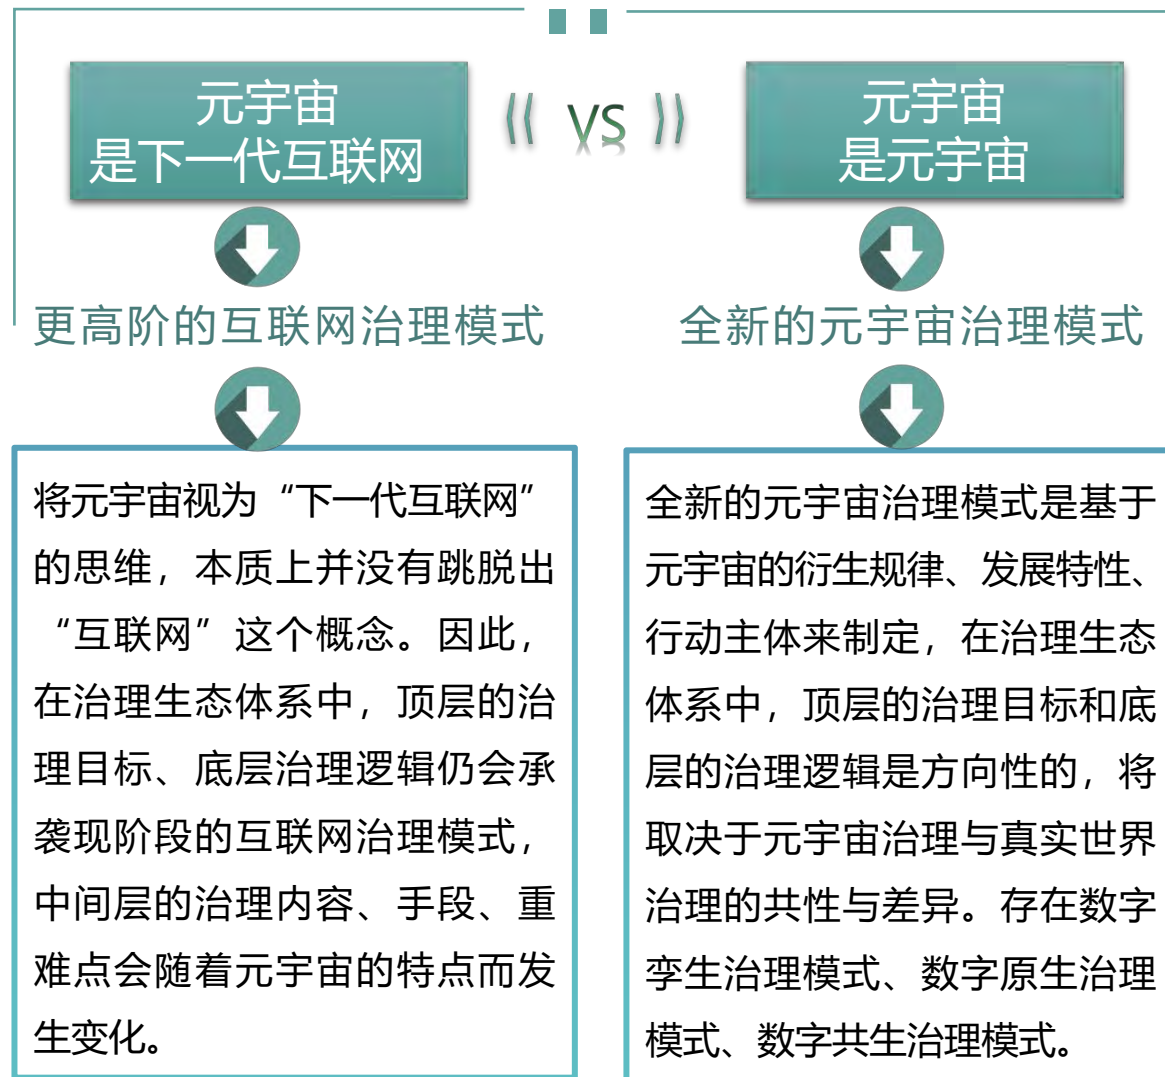 元宇宙
是下一代互联网
VS
元宇宙
是元宇宙
更高阶的互联网治理模式
全新的元宇宙治理模式
将元宇宙视为“下一代互联网”
的思维，本质上并没有跳脱出
“互联网”这个概念。因此，
在治理生态体系中，顶层的治
理目标、底层治理逻辑仍会承
袭现阶段的互联网治理模式，
中间层的治理内容、手段、重
难点会随着元宇宙的特点而发
生变化。
全新的元宇宙治理模式是基于
元宇宙的衍生规律、发展特性、
行动主体来制定，在治理生态
体系中，顶层的治理目标和底
层的治理逻辑是方向性的，将
取决于元宇宙治理与真实世界
治理的共性与差异。存在数字
孪生治理模式、数字原生治理
模式、数字共生治理模式。